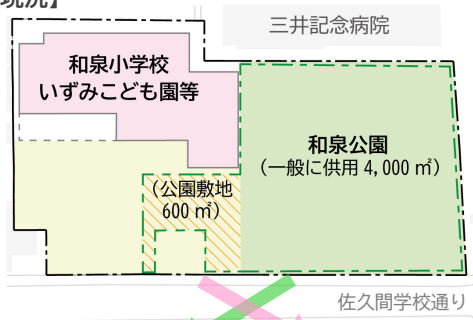 現況】
三井記念病院
和泉小学校
いずみこども園等
和泉公園
（一般に供用 4,000 ㎡）
（公園敷地
600 ㎡）
佐久間学校通り